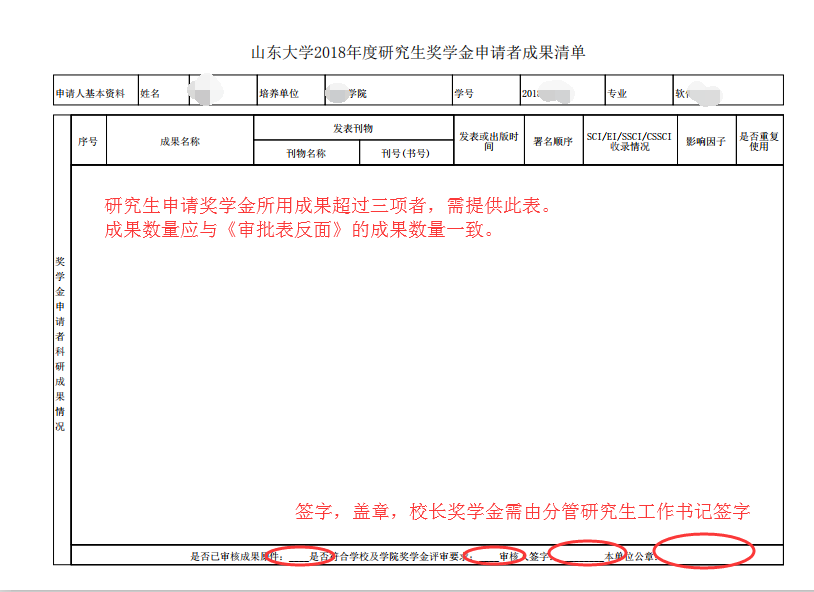 山东大学2018年度研究生奖学金申请者成果清单
申请人基本资料 姓名 培养单位 学院 学号 201 专业 软
序号 成果名称 发表刊物 发表或出版时间 署名顺序 SCI/EI/SSCI/CSSCI收录情况 影响因子 是否重复使用
刊物名称 刊号(书号)
研究生申请奖学金所用成果超过三项者，需提供此表。
成果数量应与《审批表反面》的成果数量一致。
奖学金申请者科研成果情况
签字，盖章，校长奖学金需由分管研究生工作书记签字
是否已审核成果原件：____是否符合学校及学院奖学金评审要求：____审核人签字：________本单位公章：